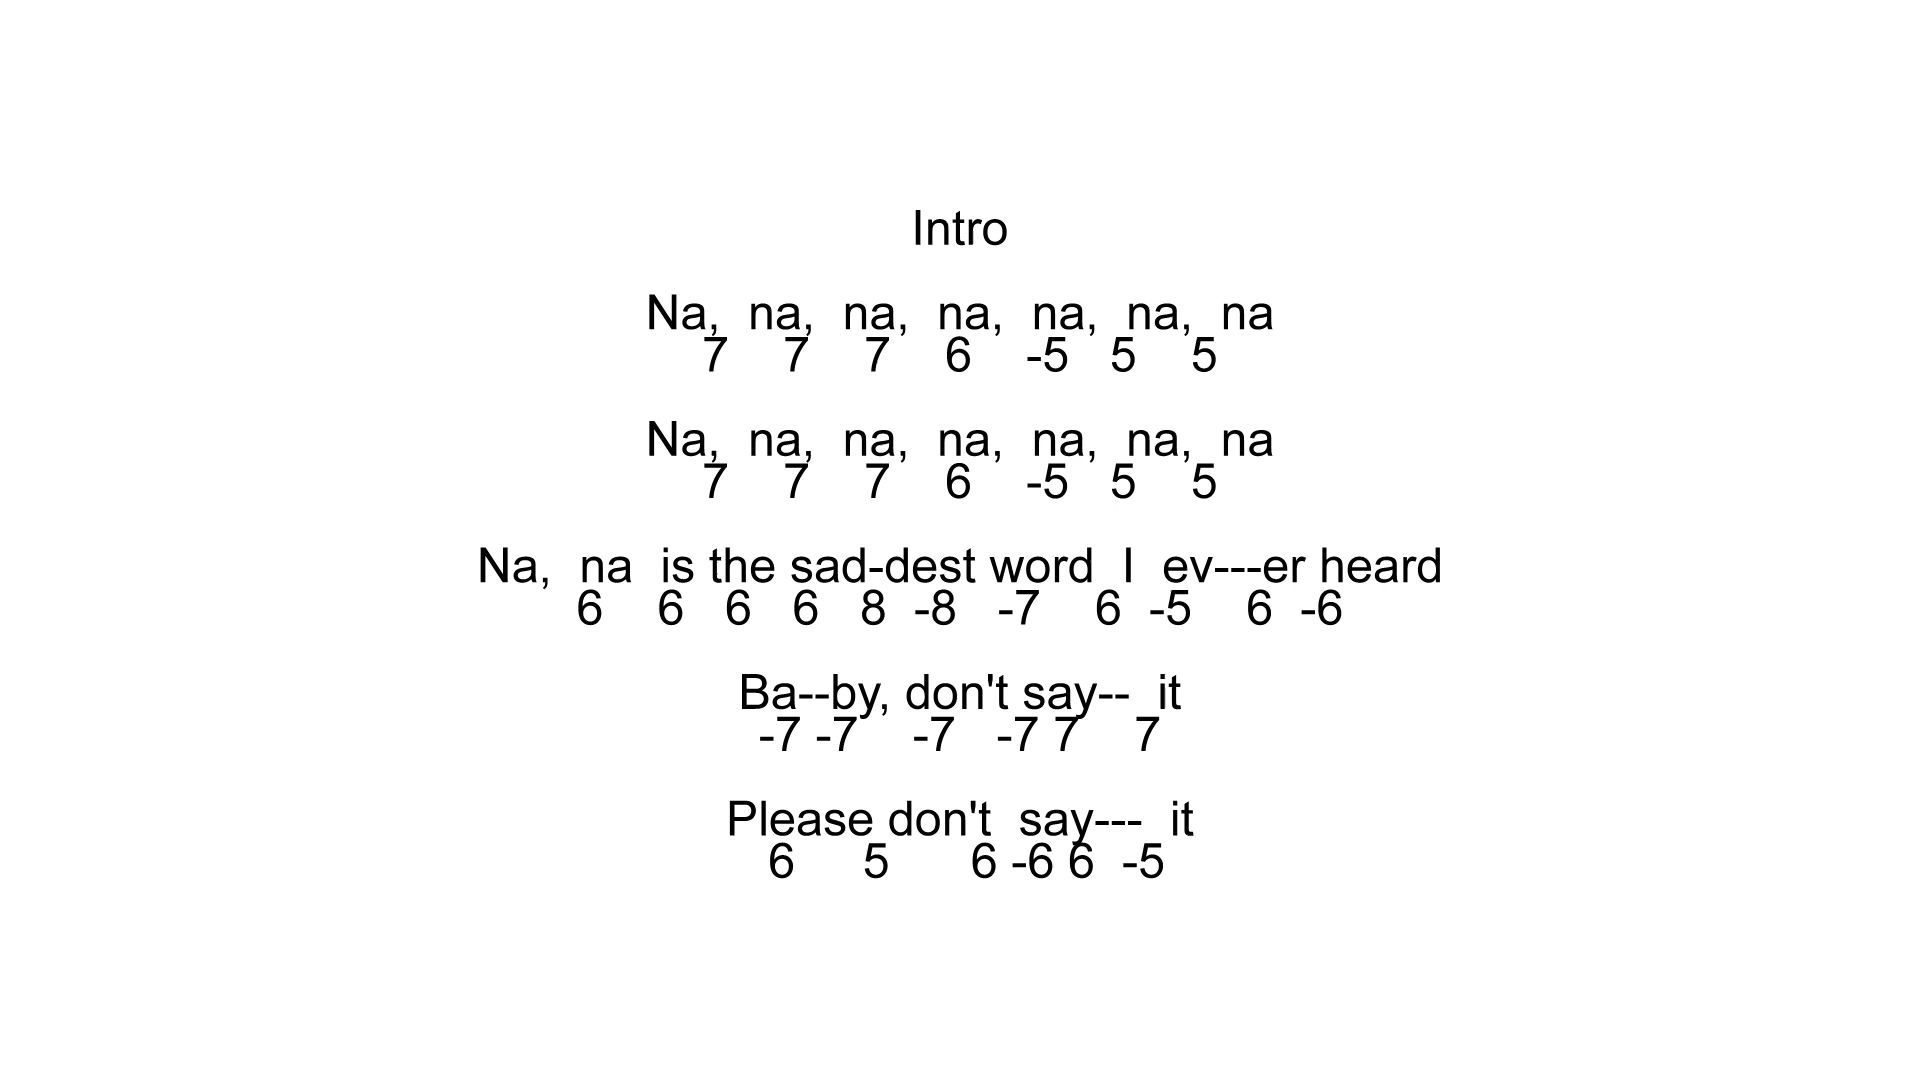 Intro
Na,  na,  na,  na,  na,  na,  na
7    7    7    6    -5   5    5
Na,  na,  na,  na,  na,  na,  na
7    7    7    6    -5   5    5
Na,  na  is the sad-dest word  I  ev---er heard
6    6   6   6   8  -8   -7    6  -5    6  -6
Ba--by, don't say--  it
-7 -7    -7   -7 7    7
Please don't  say---  it
6     5      6 -6 6  -5